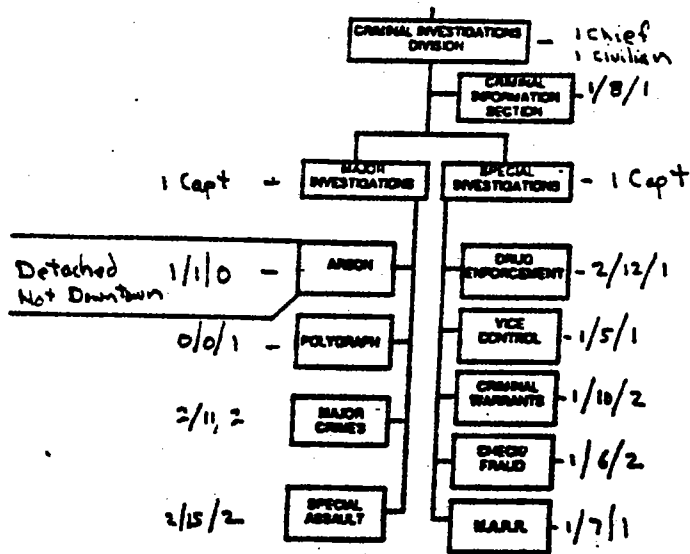 CRIMINAL INVESTIGATIONS
DIVISION
- 1 Chief
1 Civilian
CRIMINAL
INFORMATION
SECTION
- 1/8/1
1 Capt -
MAJOR
INVESTIGATIONS
SPECIAL
INVESTIGATIONS
- 1 Capt
Detached
Not Downtown
1/1/0 -
ARSON
DRUG
ENFORCEMENT
- 2/12/1
0/0/1 -
POLYGRAPH
VICE
CONTROL
- 1/5/1
2/11, 2
MAJOR
CRIMES
CRIMINAL
WARRANTS
- 1/10/2
CHECK/
FRAUD
- 1/6/2
2/15/2
SPECIAL
ASSAULT
- 1/7/1